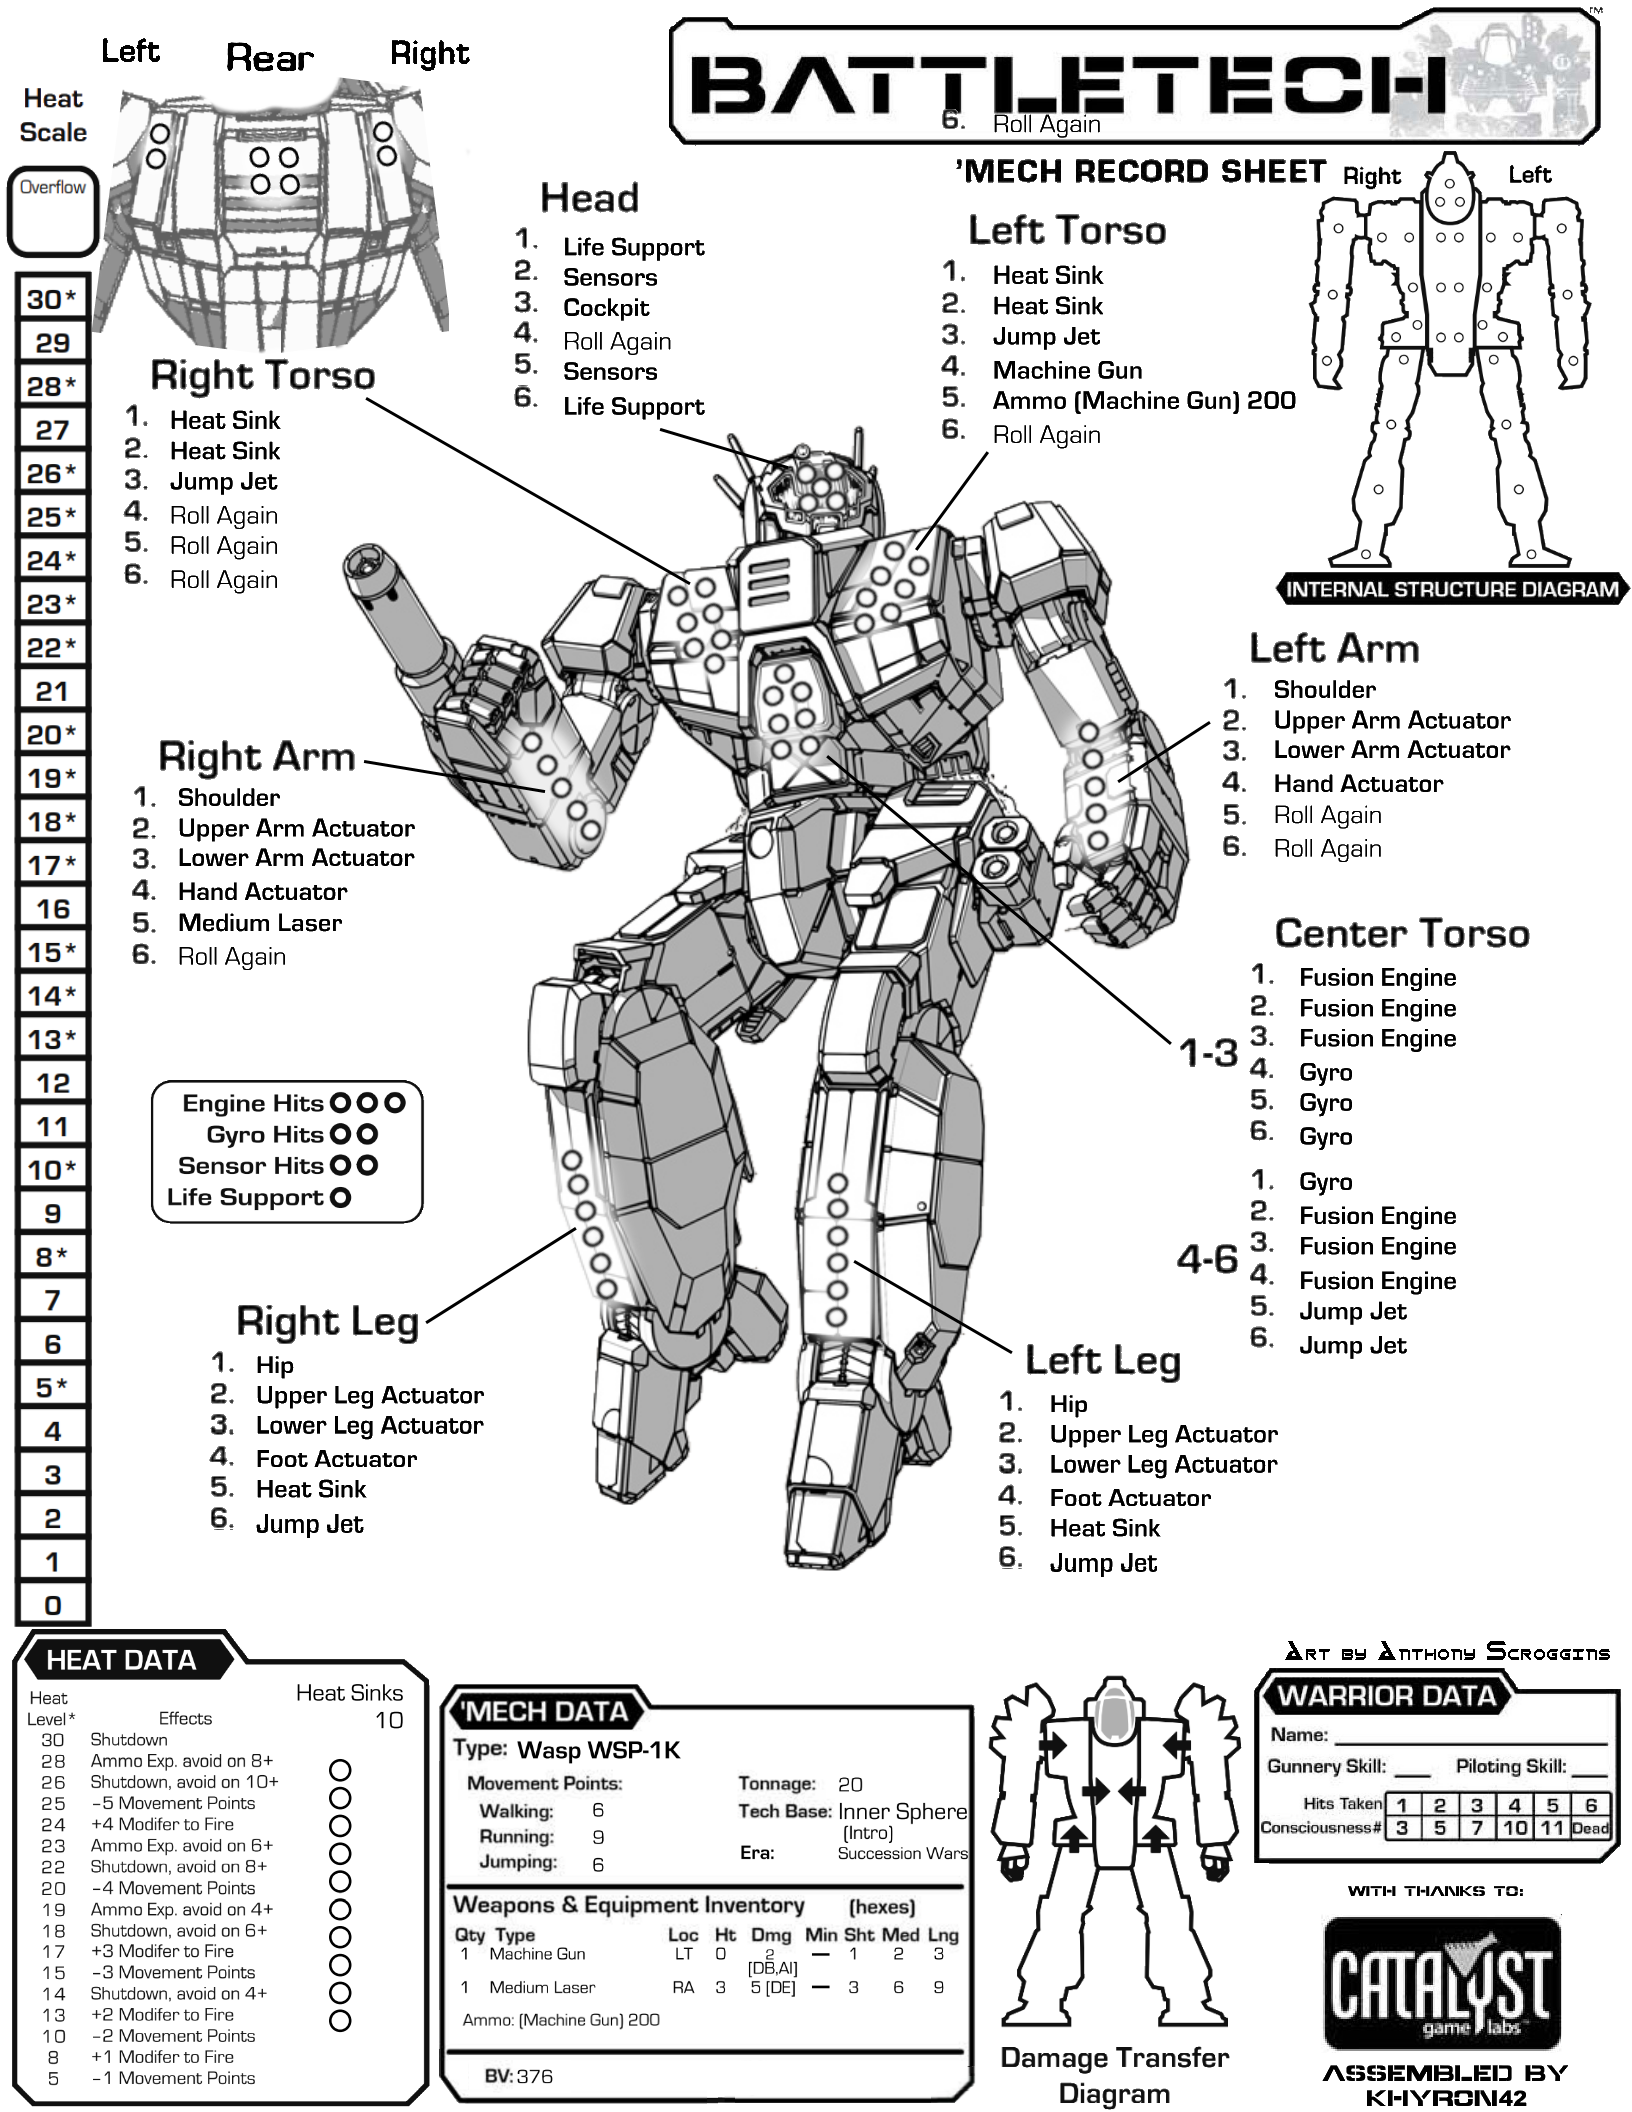 Left Rear Right
BATTLETECH™
6. Roll Again
'MECH RECORD SHEET
Heat
Scale
Overflow
30*
29
28*
27
26*
25*
24*
23*
22*
21
20*
19*
18*
17*
16
15*
14*
13*
12
11
10*
9
8*
7
6
5*
4
3
2
1
0
Head
1. Life Support
2. Sensors
3. Cockpit
4. Roll Again
5. Sensors
6. Life Support
Left Torso
1. Heat Sink
2. Heat Sink
3. Jump Jet
4. Machine Gun
5. Ammo (Machine Gun) 200
6. Roll Again
Right Left
INTERNAL STRUCTURE DIAGRAM
Right Torso
1. Heat Sink
2. Heat Sink
3. Jump Jet
4. Roll Again
5. Roll Again
6. Roll Again
Left Arm
1. Shoulder
2. Upper Arm Actuator
3. Lower Arm Actuator
4. Hand Actuator
5. Roll Again
6. Roll Again
Right Arm
1. Shoulder
2. Upper Arm Actuator
3. Lower Arm Actuator
4. Hand Actuator
5. Medium Laser
6. Roll Again
Center Torso
1-3
1. Fusion Engine
2. Fusion Engine
3. Fusion Engine
4. Gyro
5. Gyro
6. Gyro
4-6
1. Gyro
2. Fusion Engine
3. Fusion Engine
4. Fusion Engine
5. Jump Jet
6. Jump Jet
Engine Hits
Gyro Hits
Sensor Hits
Life Support
Right Leg
1. Hip
2. Upper Leg Actuator
3. Lower Leg Actuator
4. Foot Actuator
5. Heat Sink
6. Jump Jet
Left Leg
1. Hip
2. Upper Leg Actuator
3. Lower Leg Actuator
4. Foot Actuator
5. Heat Sink
6. Jump Jet
HEAT DATA
Heat Sinks
10
Heat
Level* Effects
30 Shutdown
28 Ammo Exp. avoid on 8+
26 Shutdown, avoid on 10+
25 -5 Movement Points
24 +4 Modifer to Fire
23 Ammo Exp. avoid on 6+
22 Shutdown, avoid on 8+
20 -4 Movement Points
19 Ammo Exp. avoid on 4+
18 Shutdown, avoid on 6+
17 +3 Modifer to Fire
15 -3 Movement Points
14 Shutdown, avoid on 4+
13 +2 Modifer to Fire
10 -2 Movement Points
8 +1 Modifer to Fire
5 -1 Movement Points
'MECH DATA
Type: Wasp WSP-1K
Movement Points: Tonnage: 20
Walking: 6 Tech Base: Inner Sphere
Running: 9 (Intro)
Jumping: 6 Era: Succession Wars
Weapons & Equipment Inventory (hexes)
Qty Type Loc Ht Dmg Min Sht Med Lng
1 Machine Gun LT 0 2 — 1 2 3
[DB,AI]
1 Medium Laser RA 3 5 [DE] — 3 6 9
Ammo: (Machine Gun) 200
BV: 376
Damage Transfer
Diagram
Art by Anthony Scroggins
WARRIOR DATA
Name:
Gunnery Skill: Piloting Skill:
Hits Taken 1 2 3 4 5 6
Consciousness# 3 5 7 10 11 Dead
WITH THANKS TO:
CATALYST
game labs™
ASSEMBLED BY
KHYRON42